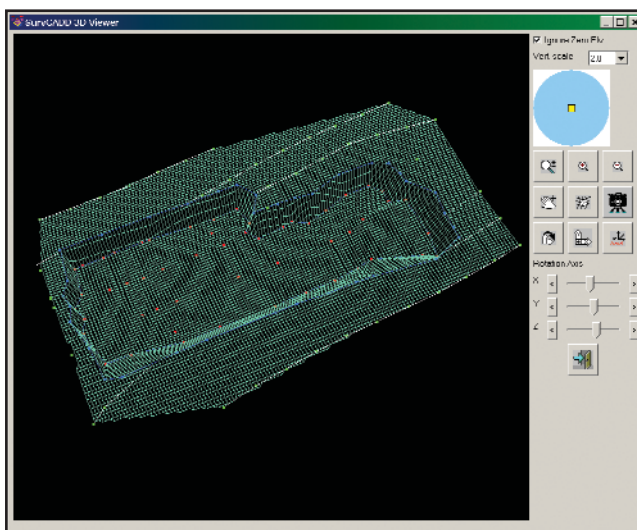 SurvCADD 3D Viewer
Ignore Zero Elv
Vert scale 2.0
Rotation Axis
X
Y
Z